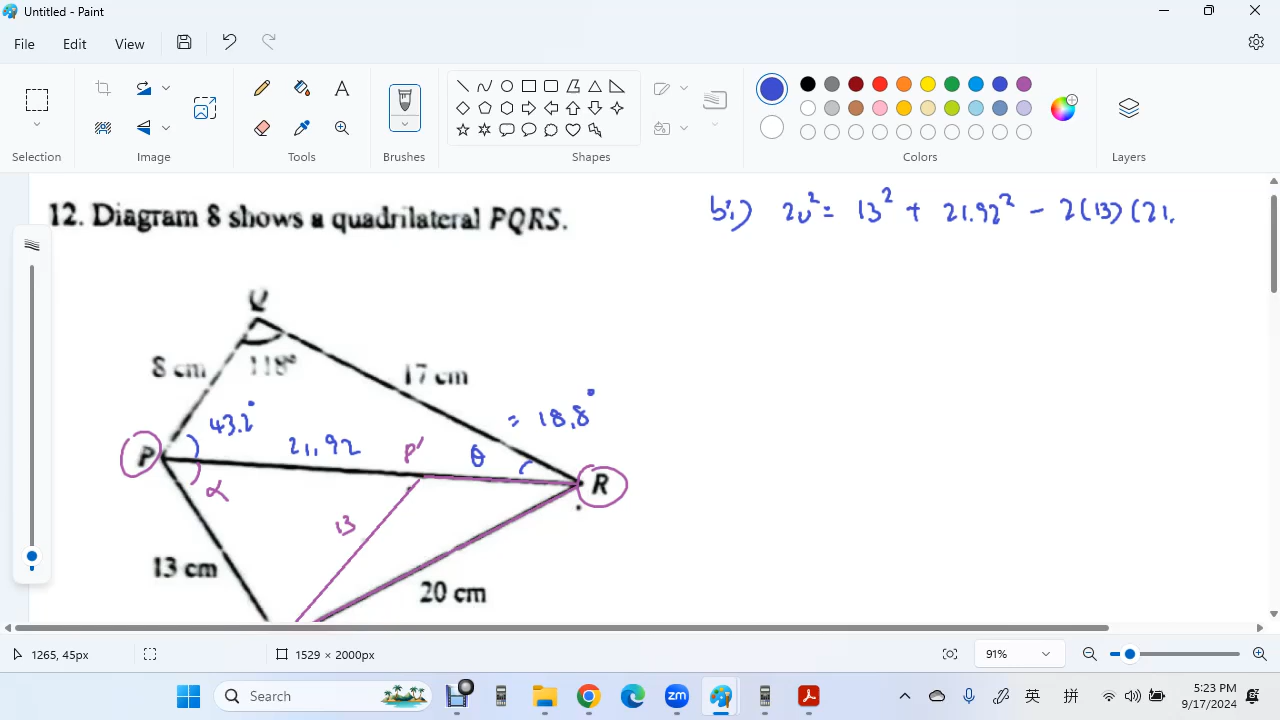 Untitled - Paint
File Edit View
Selection Image Tools Brushes Shapes Colors Layers
12. Diagram 8 shows a quadrilateral PQRS.
b i) 20² = 13² + 21.92² - 2(13)(21.
Q
8 cm 118° 17 cm
43.2° = 18.8°
21.92 P' θ
P R
α
13
13 cm
20 cm
1265, 45px 1529 × 2000px 91%
Search zm 英 拼 5:23 PM
9/17/2024